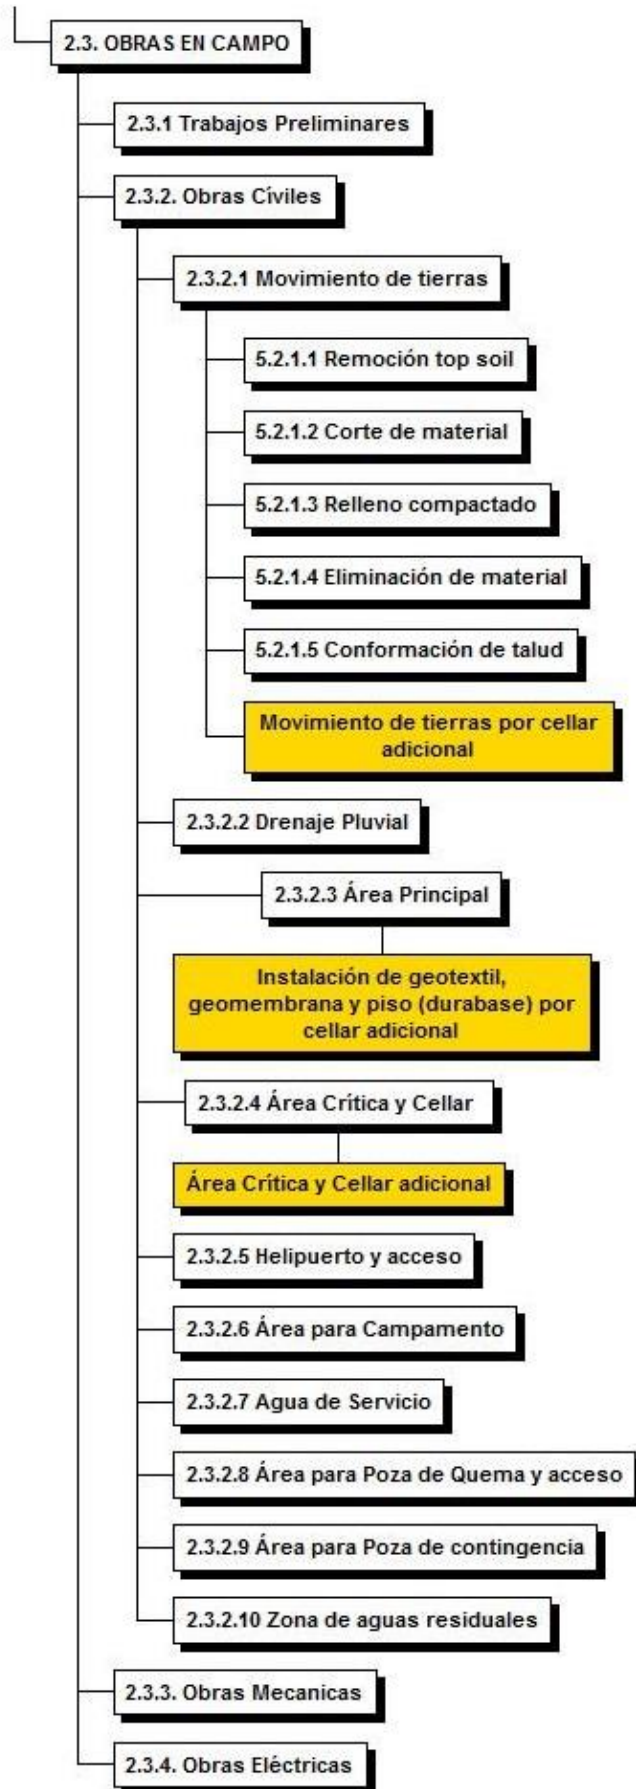 2.3. OBRAS EN CAMPO
2.3.1 Trabajos Preliminares
2.3.2. Obras Cíviles
2.3.2.1 Movimiento de tierras
5.2.1.1 Remoción top soil
5.2.1.2 Corte de material
5.2.1.3 Relleno compactado
5.2.1.4 Eliminación de material
5.2.1.5 Conformación de talud
Movimiento de tierras por cellar
adicional
2.3.2.2 Drenaje Pluvial
2.3.2.3 Área Principal
Instalación de geotextil,
geomembrana y piso (durabase) por
cellar adicional
2.3.2.4 Área Crítica y Cellar
Área Crítica y Cellar adicional
2.3.2.5 Helipuerto y acceso
2.3.2.6 Área para Campamento
2.3.2.7 Agua de Servicio
2.3.2.8 Área para Poza de Quema y acceso
2.3.2.9 Área para Poza de contingencia
2.3.2.10 Zona de aguas residuales
2.3.3. Obras Mecanicas
2.3.4. Obras Eléctricas